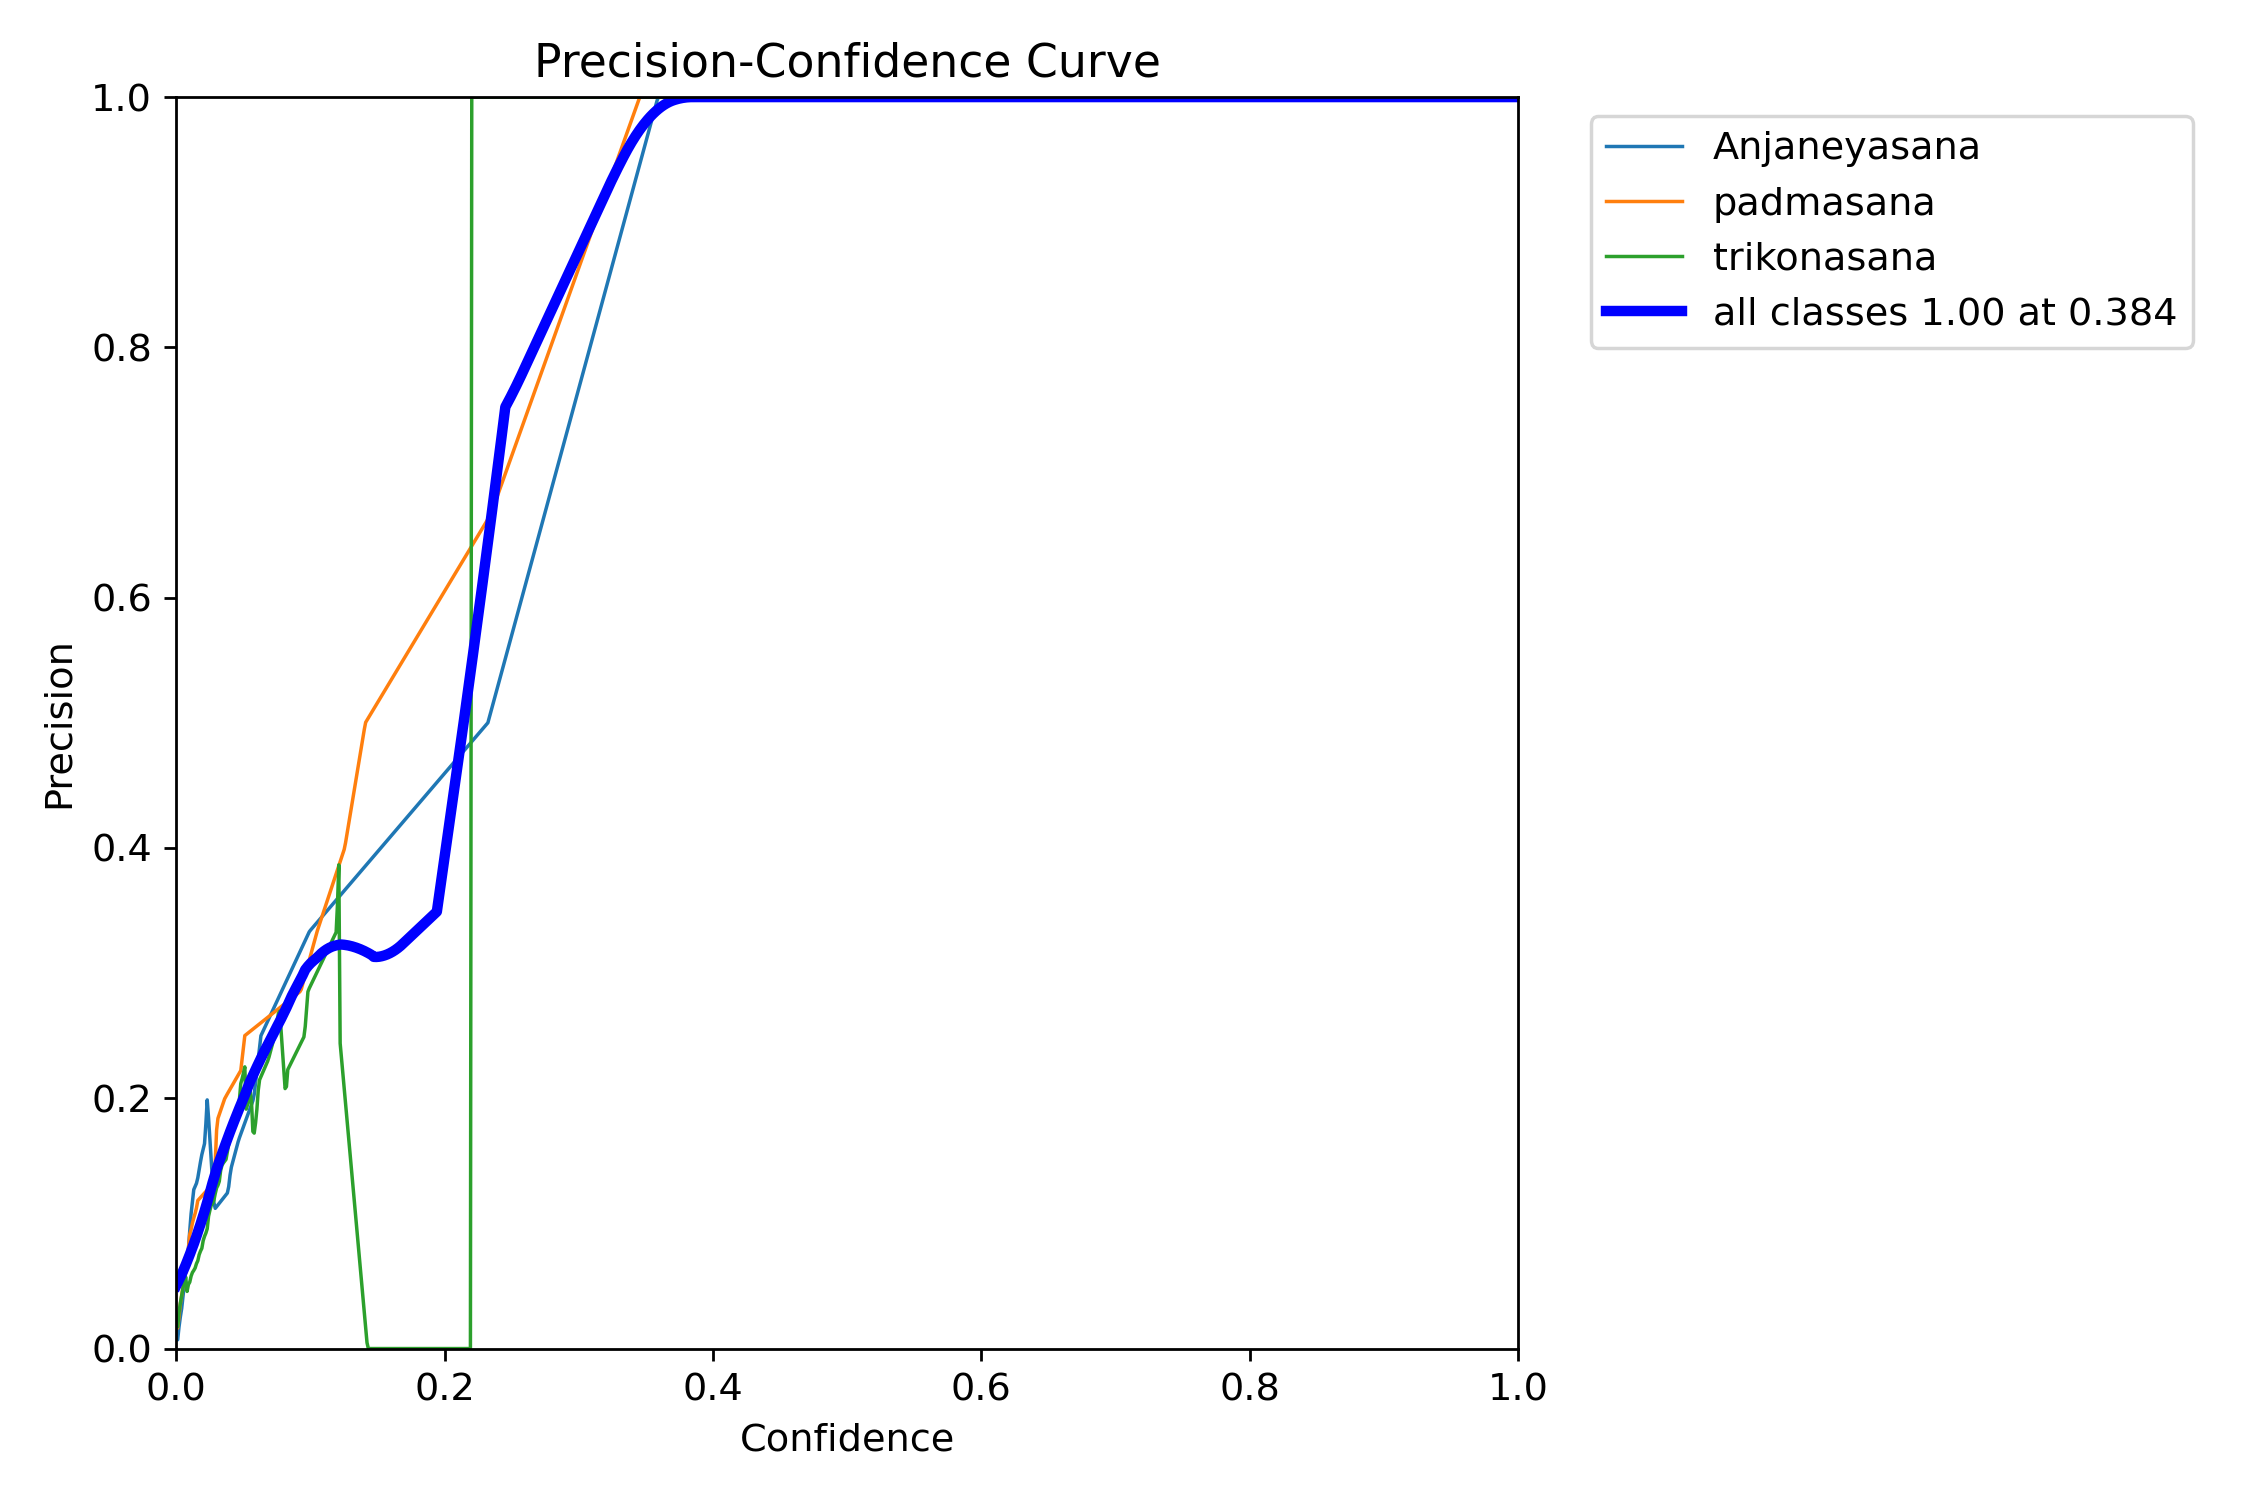 Precision-Confidence Curve
1.0
0.8
0.6
0.4
0.2
0.0
Precision
0.0 0.2 0.4 0.6 0.8 1.0
Confidence
Anjaneyasana
padmasana
trikonasana
all classes 1.00 at 0.384